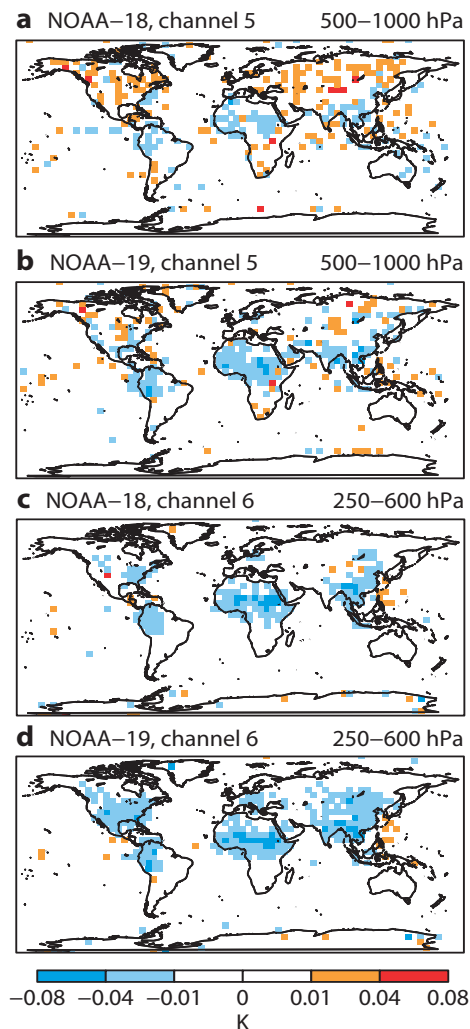 a NOAA−18, channel 5 500−1000 hPa
b NOAA−19, channel 5 500−1000 hPa
c NOAA−18, channel 6 250−600 hPa
d NOAA−19, channel 6 250−600 hPa
−0.08 −0.04 −0.01 0 0.01 0.04 0.08
K